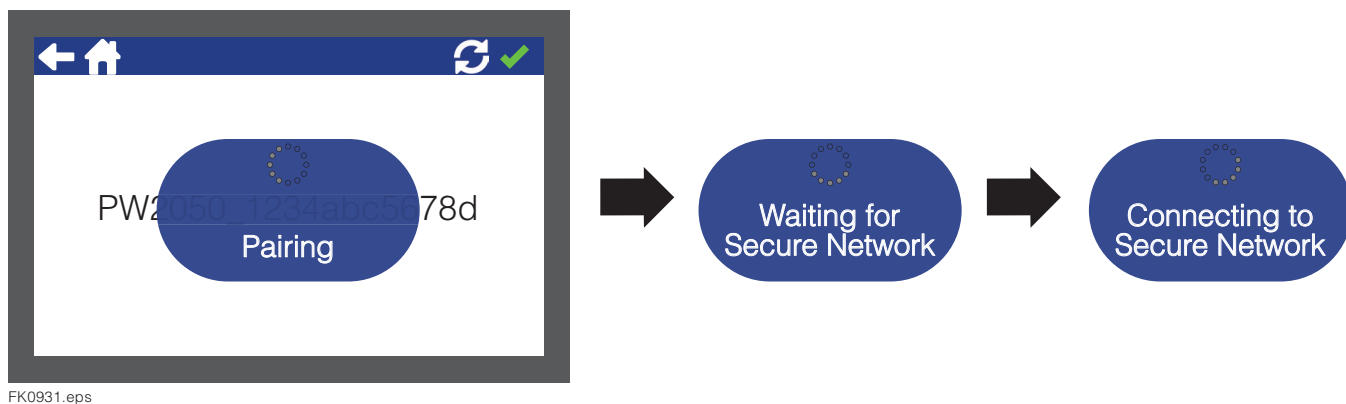 PW2050_1234abc5678d
Pairing
Waiting for
Secure Network
Connecting to
Secure Network
FK0931.eps